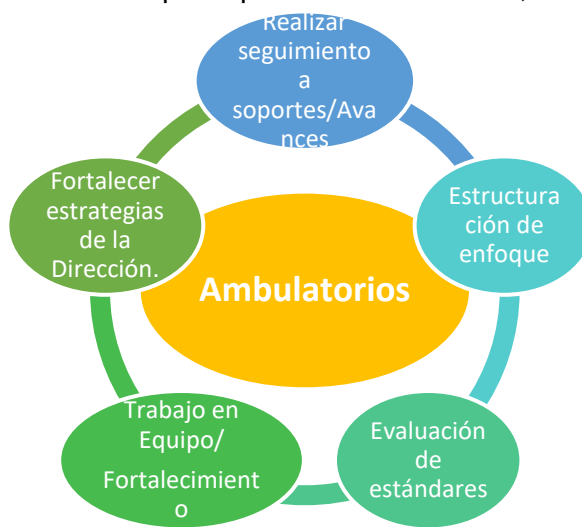 Realizar
seguimiento
a
soportes/Ava
nces
Estructura
ción de
enfoque
Evaluación
de
estándares
Trabajo en
Equipo/
Fortalecimient
o
Fortalecer
estrategias
de la
Dirección.
Ambulatorios